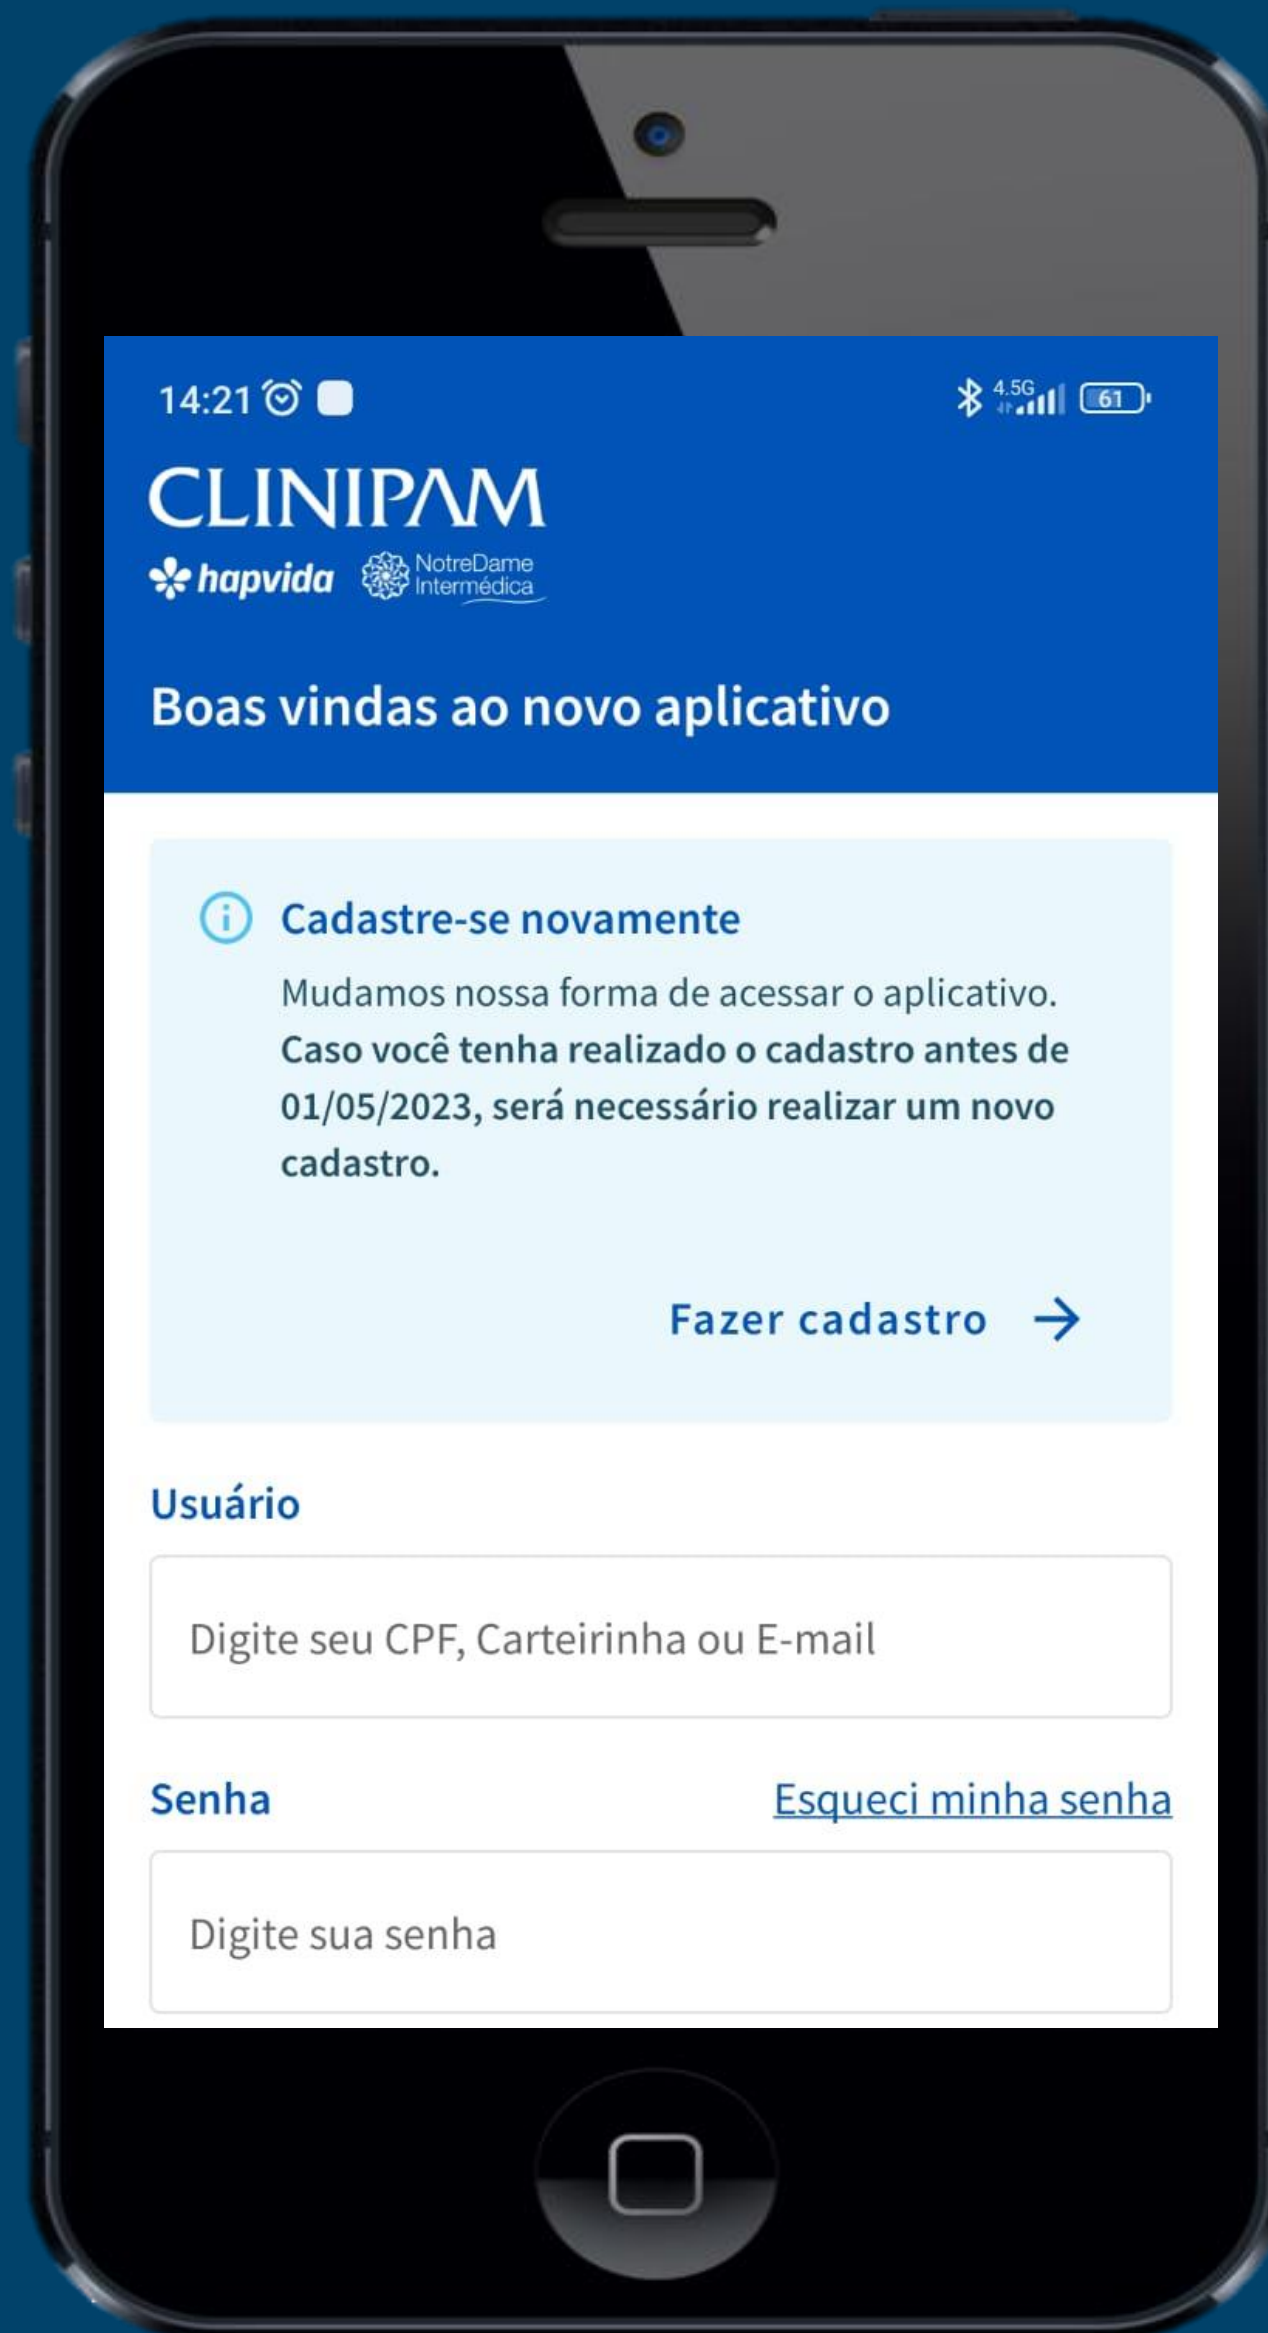 14:21
4.5G
61
CLINIPAM
hapvida
NotreDame
Intermédica
Boas vindas ao novo aplicativo
Cadastre-se novamente
Mudamos nossa forma de acessar o aplicativo.
Caso você tenha realizado o cadastro antes de
01/05/2023, será necessário realizar um novo
cadastro.
Fazer cadastro
Usuário
Digite seu CPF, Carteirinha ou E-mail
Senha
Esqueci minha senha
Digite sua senha